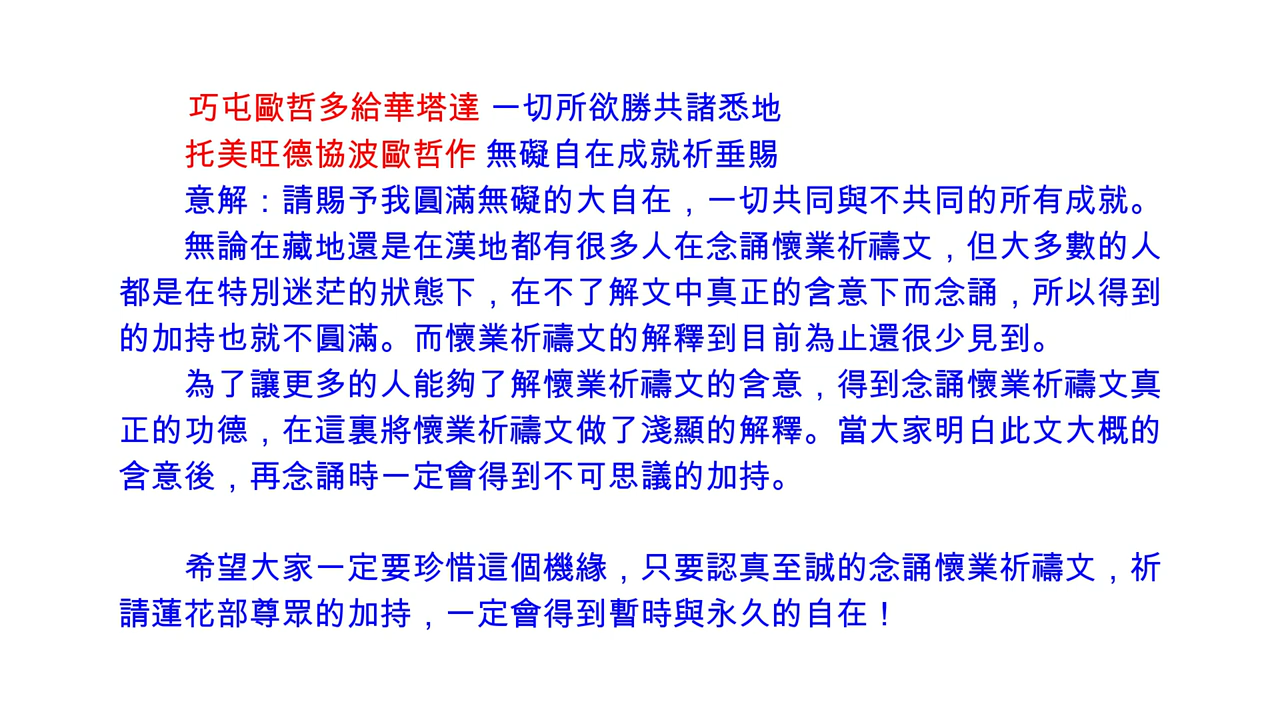 巧屯歐哲多給華塔達 一切所欲勝共諸悉地
托美旺德協波歐哲作 無礙自在成就祈垂賜
意解：請賜予我圓滿無礙的大自在，一切共同與不共同的所有成就。
無論在藏地還是在漢地都有很多人在念誦懷業祈禱文，但大多數的人
都是在特別迷茫的狀態下，在不了解文中真正的含意下而念誦，所以得到
的加持也就不圓滿。而懷業祈禱文的解釋到目前為止還很少見到。
為了讓更多的人能夠了解懷業祈禱文的含意，得到念誦懷業祈禱文真
正的功德，在這裏將懷業祈禱文做了淺顯的解釋。當大家明白此文大概的
含意後，再念誦時一定會得到不可思議的加持。
希望大家一定要珍惜這個機緣，只要認真至誠的念誦懷業祈禱文，祈
請蓮花部尊眾的加持，一定會得到暫時與永久的自在！